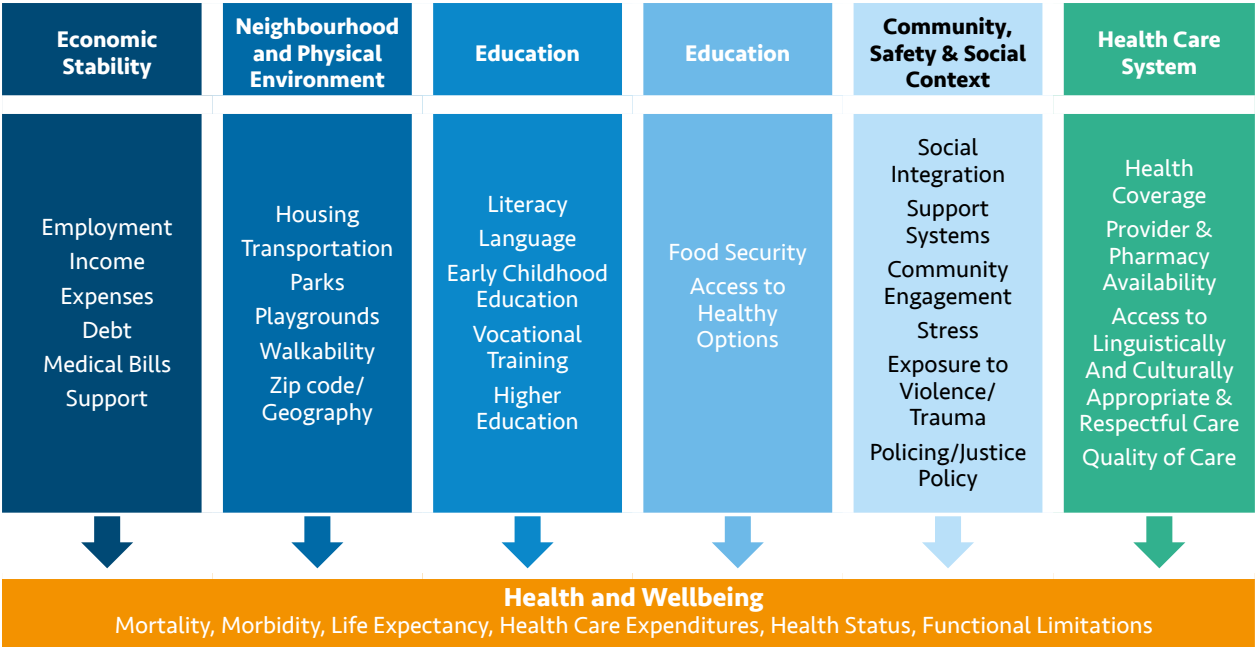 Economic
Stability
Neighbourhood
and Physical
Environment
Education
Education
Community,
Safety & Social
Context
Health Care
System
Employment
Income
Expenses
Debt
Medical Bills
Support
Housing
Transportation
Parks
Playgrounds
Walkability
Zip code/
Geography
Literacy
Language
Early Childhood
Education
Vocational
Training
Higher
Education
Food Security
Access to
Healthy
Options
Social
Integration
Support
Systems
Community
Engagement
Stress
Exposure to
Violence/
Trauma
Policing/Justice
Policy
Health
Coverage
Provider &
Pharmacy
Availability
Access to
Linguistically
And Culturally
Appropriate &
Respectful Care
Quality of Care
Health and Wellbeing
Mortality, Morbidity, Life Expectancy, Health Care Expenditures, Health Status, Functional Limitations